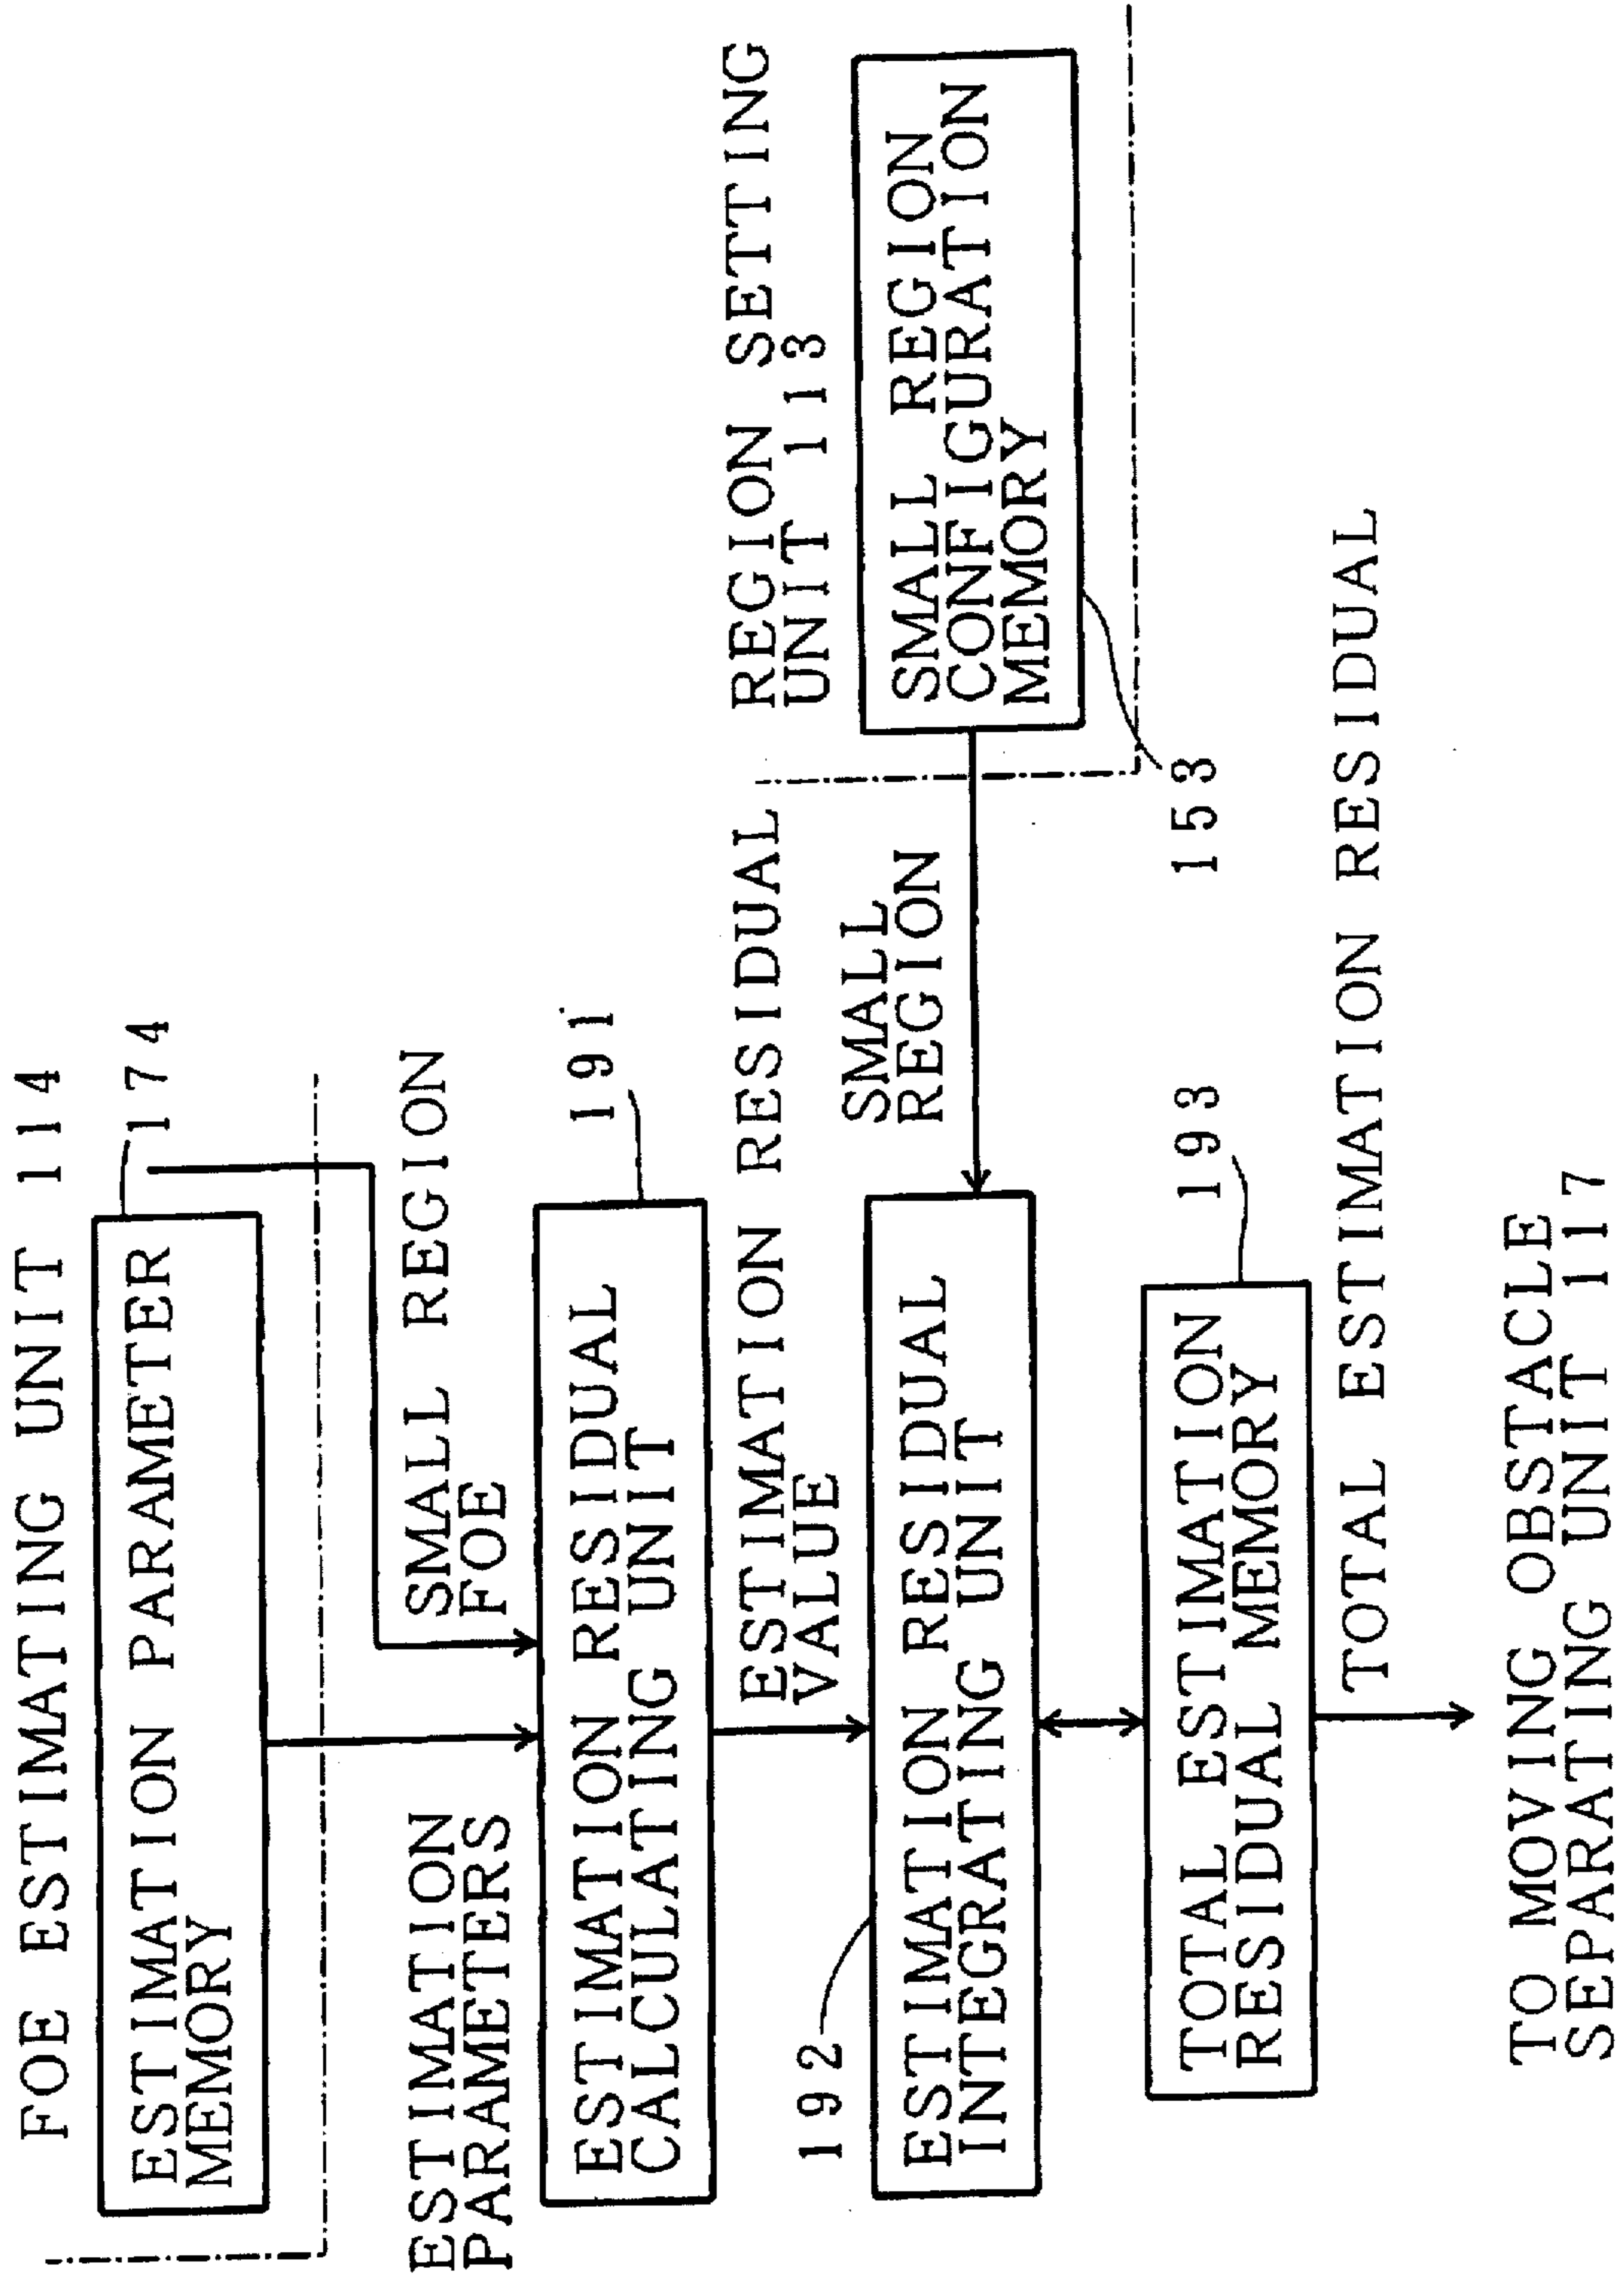 FOE ESTIMATING UNIT 114
ESTIMATION PARAMETER
MEMORY
174
ESTIMATION
PARAMETERS
SMALL REGION
FOE
ESTIMATION RESIDUAL
CALCULATING UNIT
191
ESTIMATION RESIDUAL
VALUE
REGION SETTING
UNIT 113
SMALL REGION
CONFIGURATION
MEMORY
153
SMALL
REGION
192
ESTIMATION RESIDUAL
INTEGRATING UNIT
193
TOTAL ESTIMATION
RESIDUAL MEMORY
TOTAL ESTIMATION RESIDUAL
TO MOVING OBSTACLE
SEPARATING UNIT 117